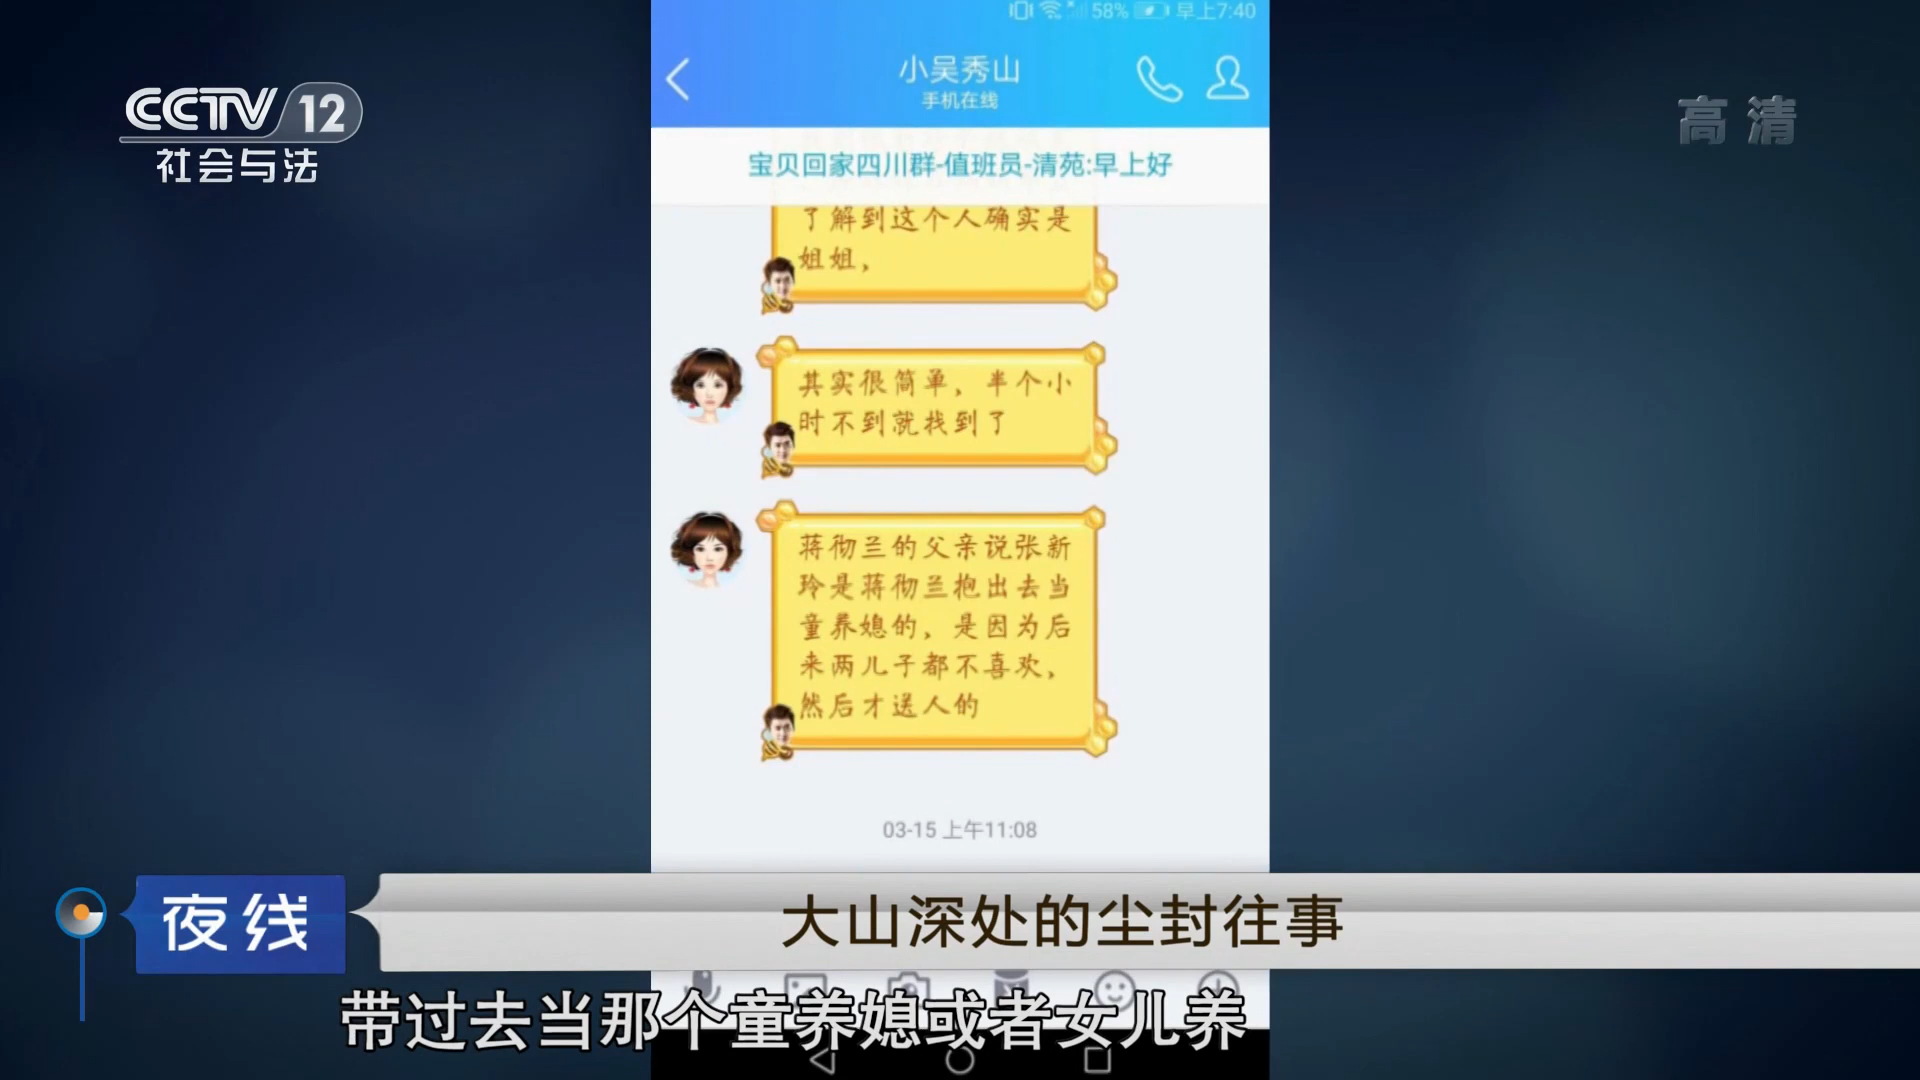 58% 早上7:40
CCTV 12
社会与法
高清
小吴秀山
手机在线
宝贝回家四川群-值班员-清苑:早上好
了解到这个人确实是
姐姐，
其实很简单，半个小
时不到就找到了
蒋彻兰的父亲说张新
玲是蒋彻兰抱出去当
童养媳的，是因为后
来两儿子都不喜欢，
然后才送人的
03-15 上午11:08
夜线
大山深处的尘封往事
带过去当那个童养媳或者女儿养